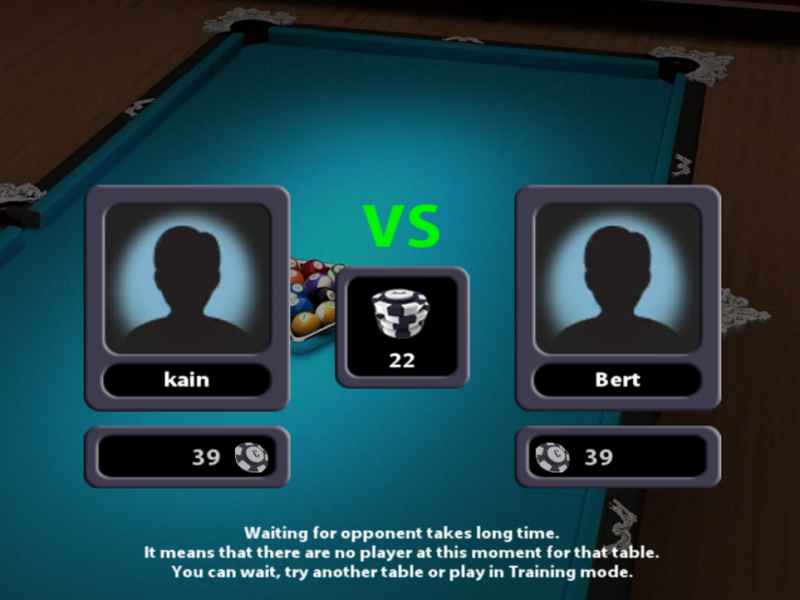 VS
22
kain
Bert
39
39
Waiting for opponent takes long time.
It means that there are no player at this moment for that table.
You can wait, try another table or play in Training mode.